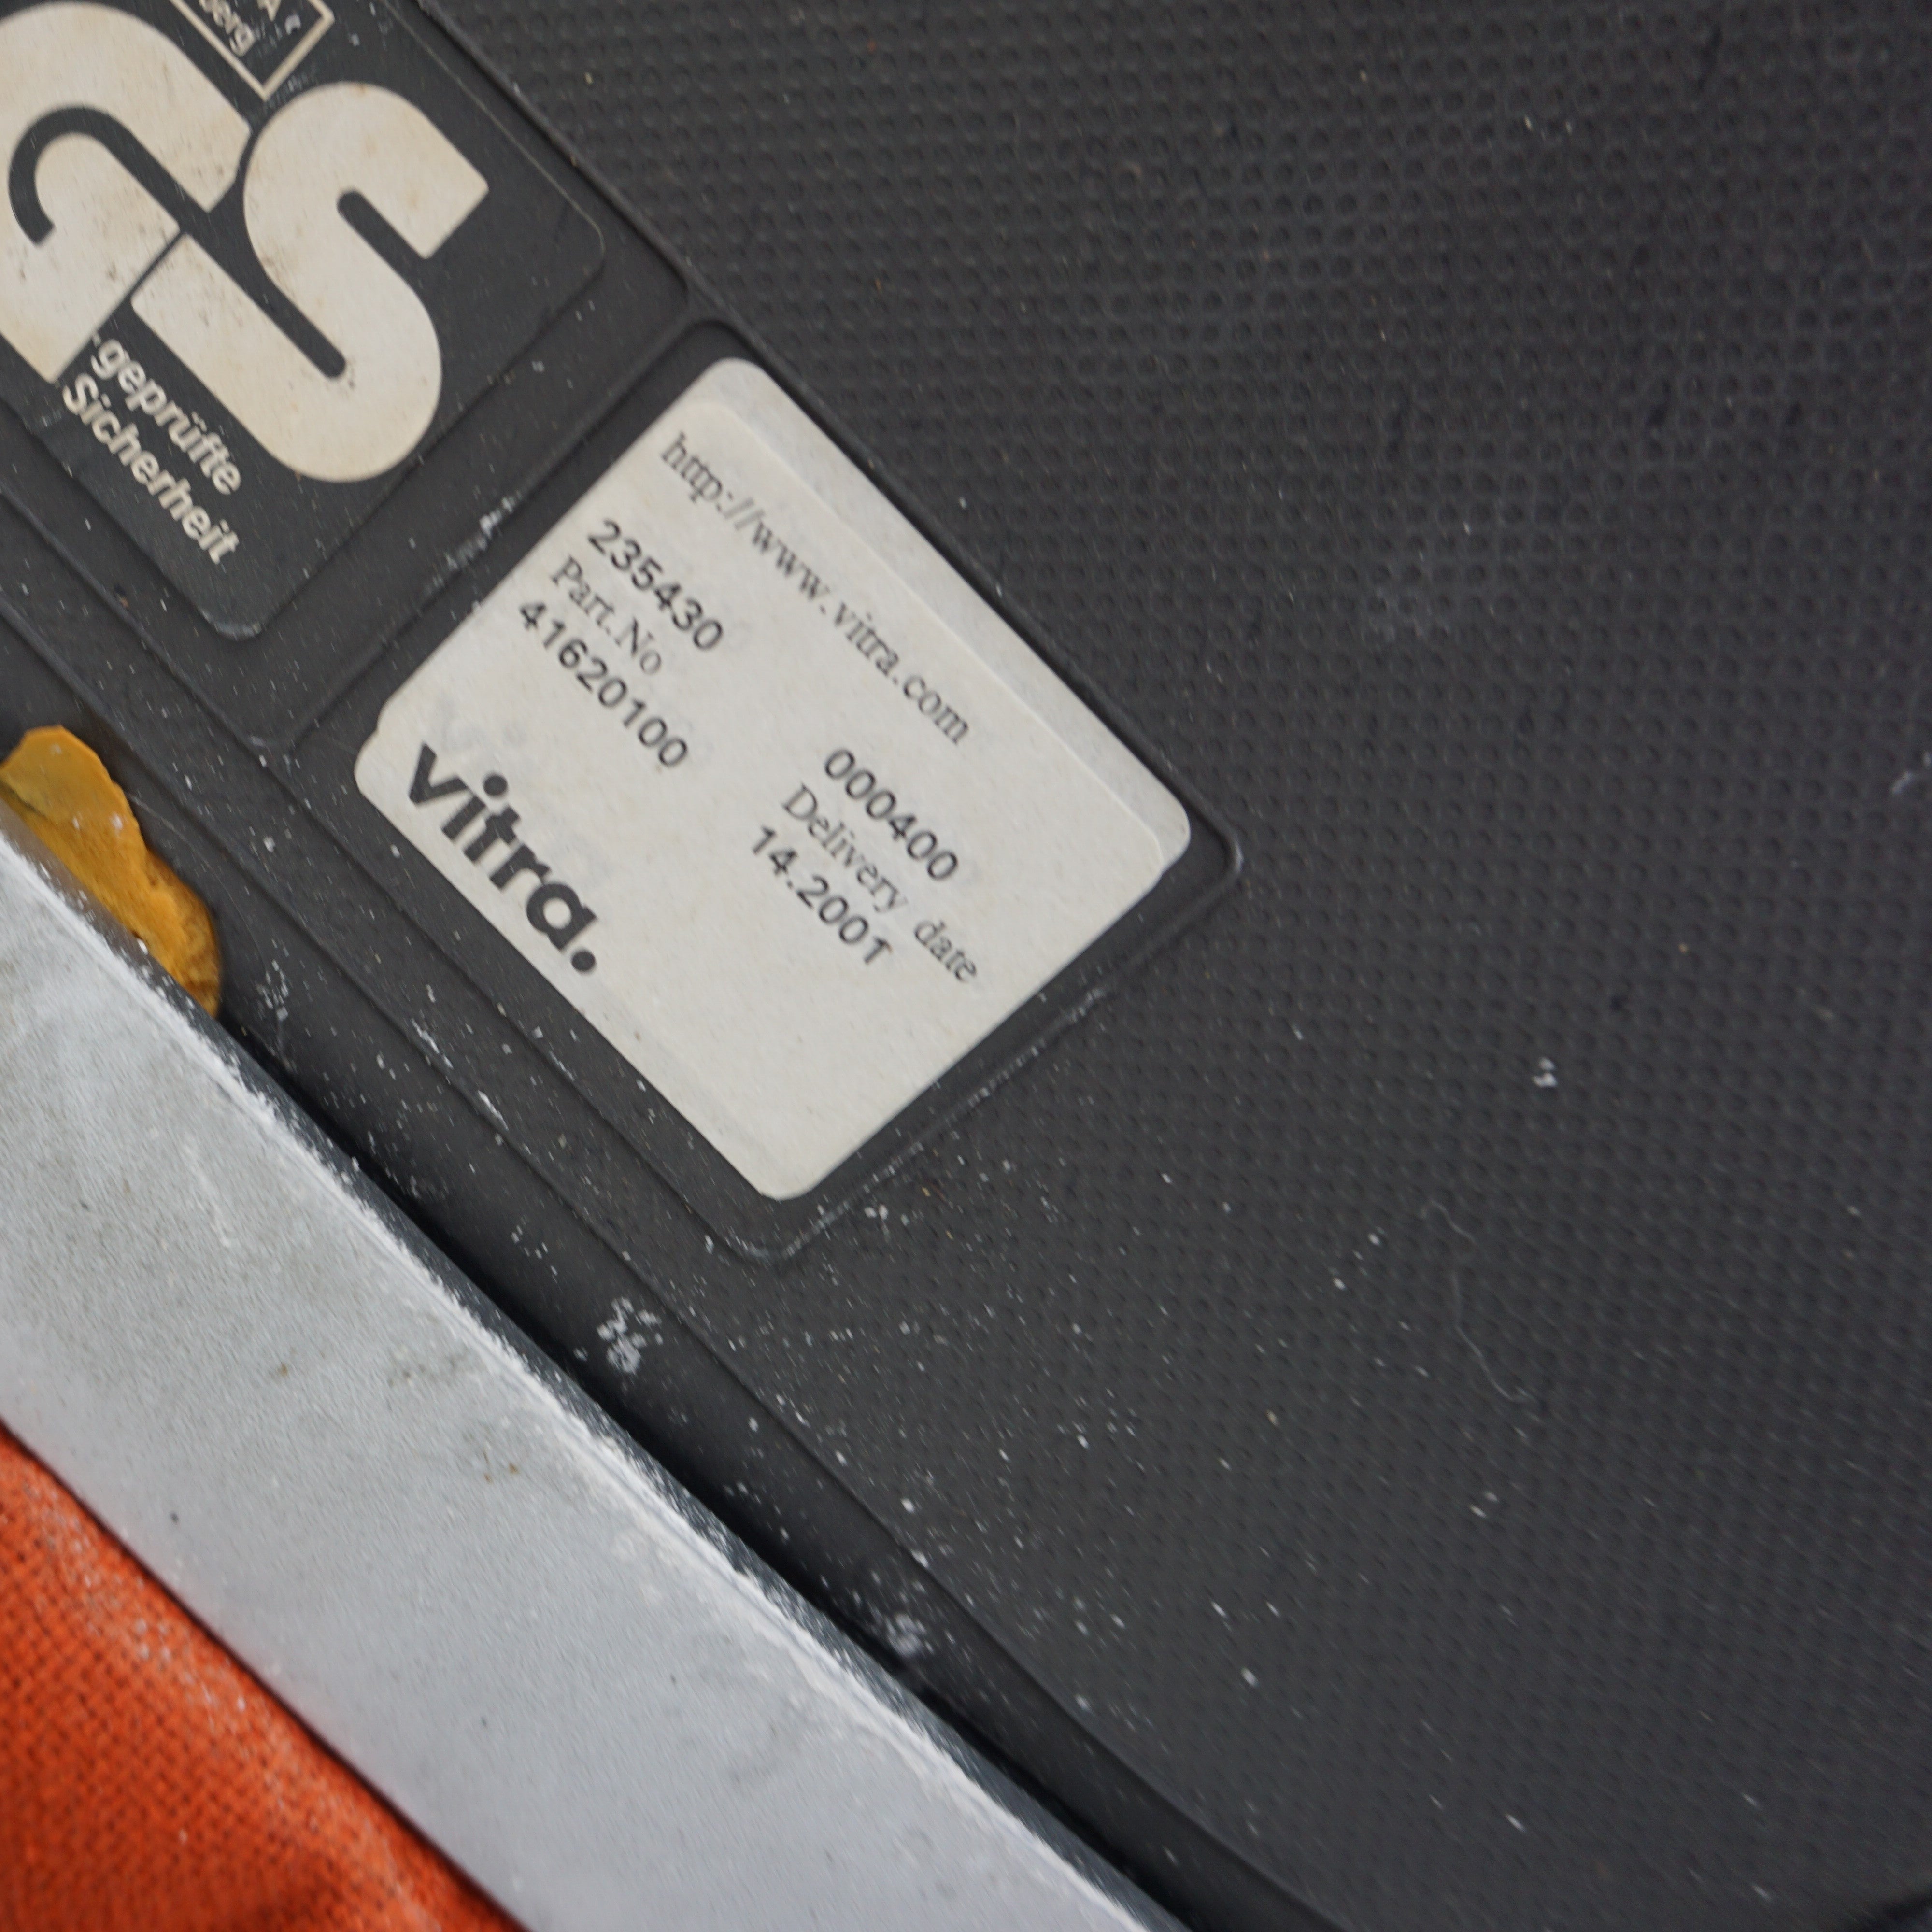 GS
geprüfte
Sicherheit
http://www.vitra.com
235430 000400
Part.No Delivery date
41620100 14.2001
vitra.